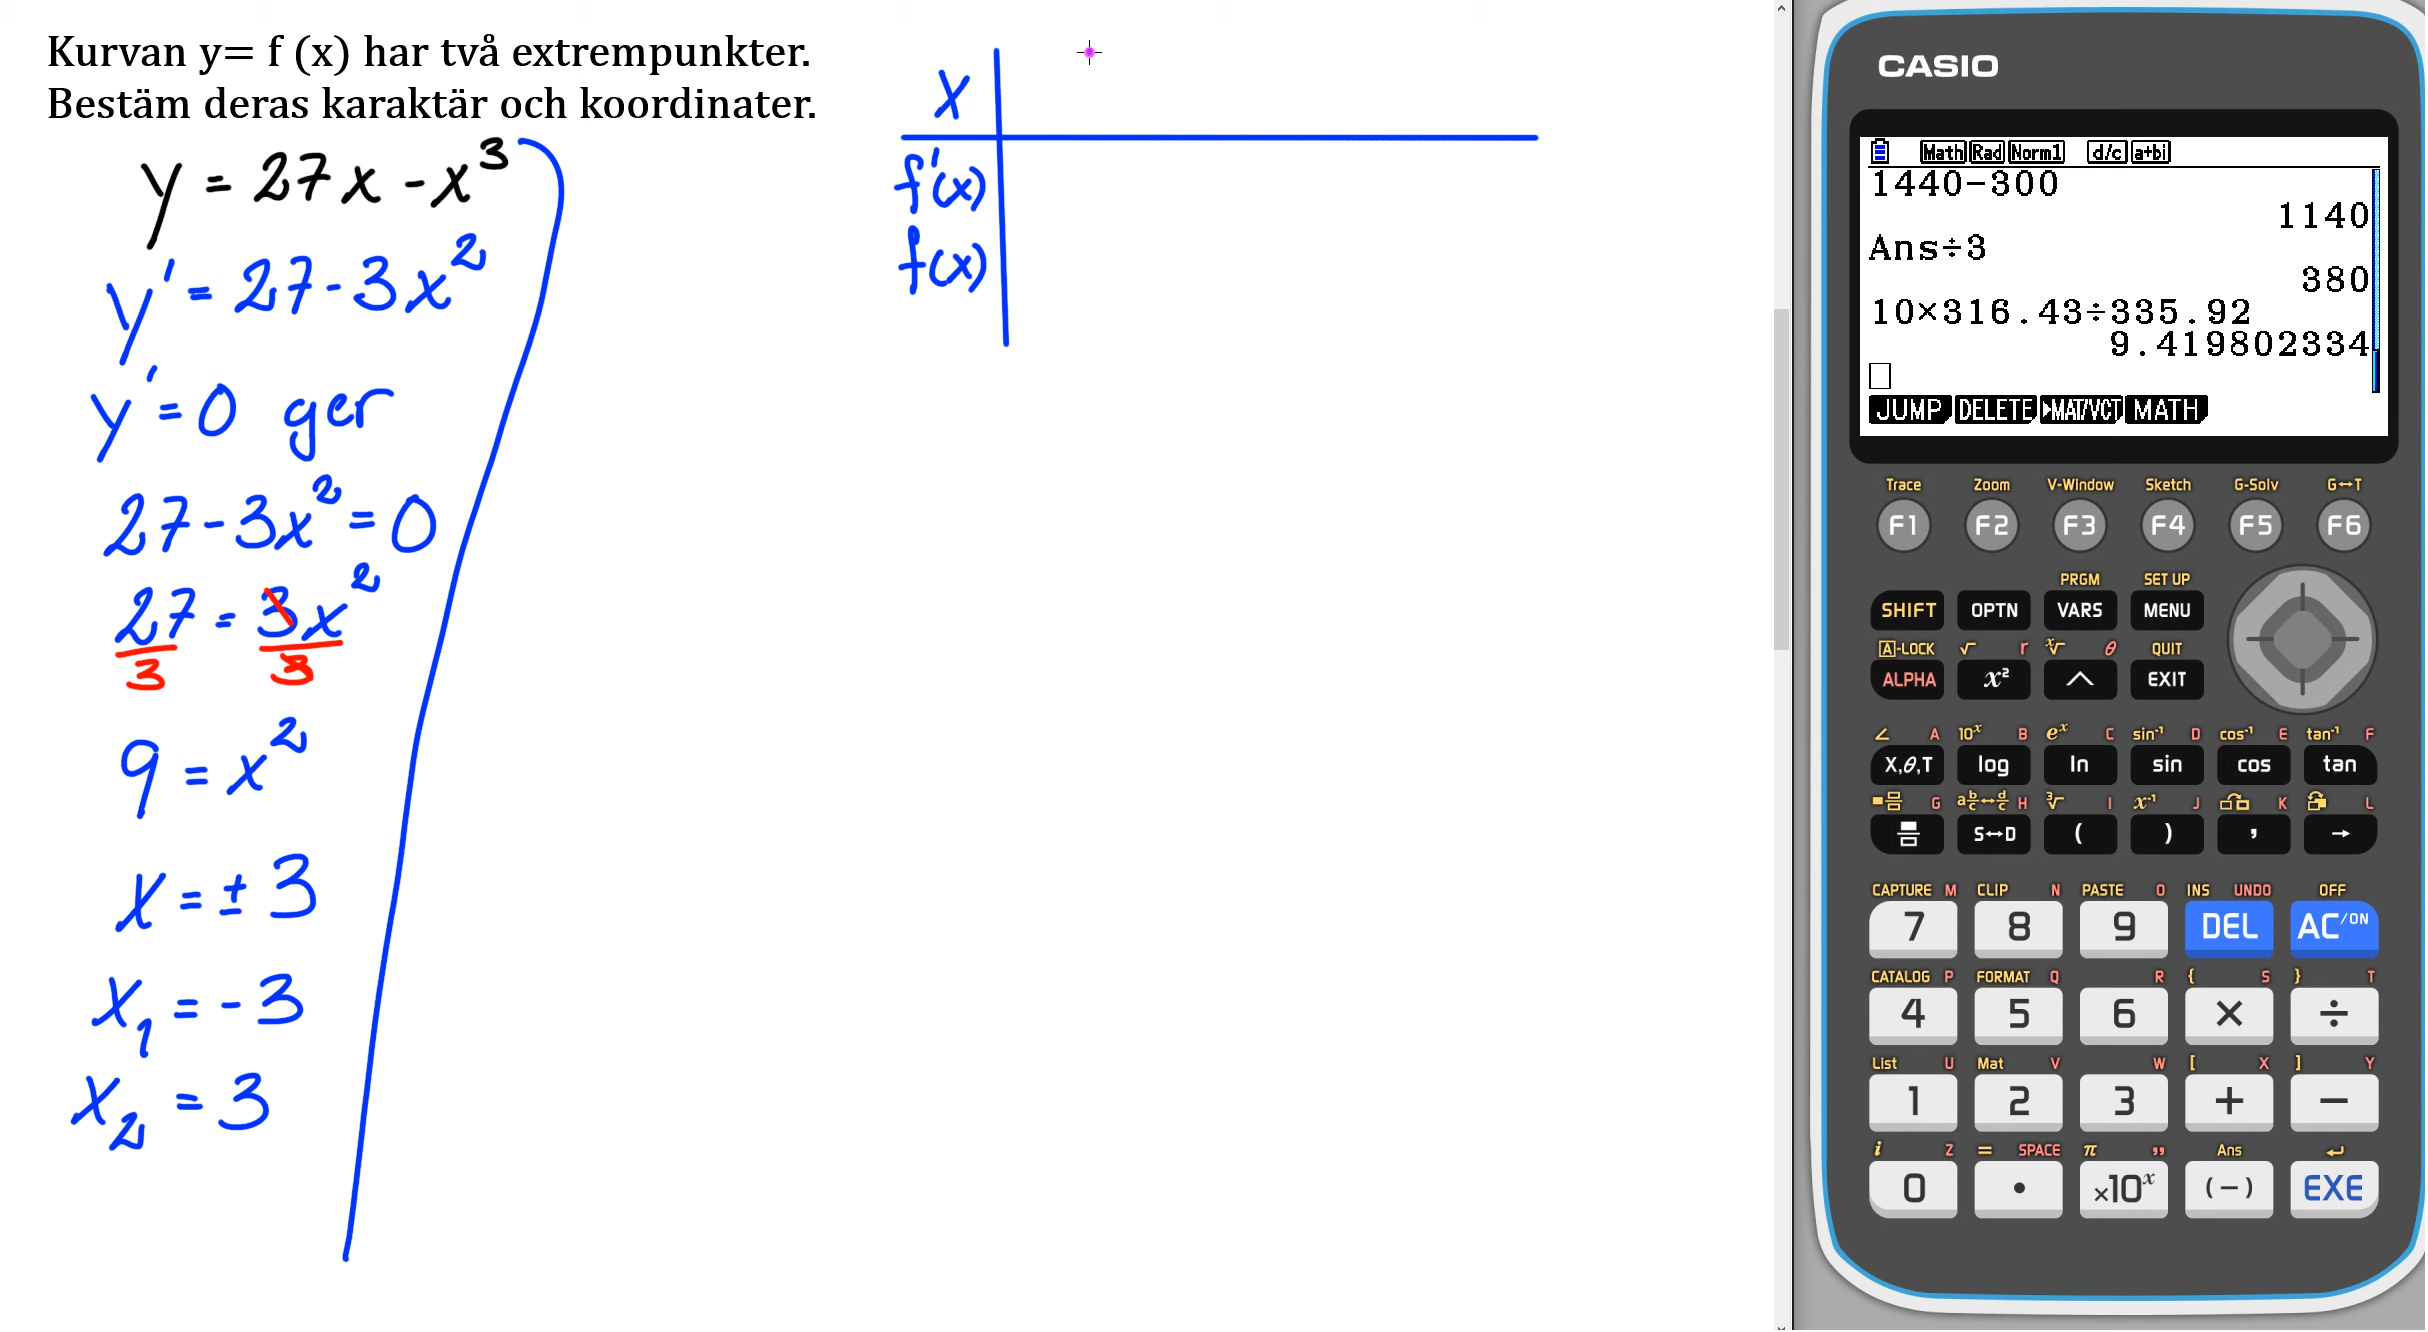 Kurvan y= f (x) har två extrempunkter.
Bestäm deras karaktär och koordinater.
y = 27x - x³
y' = 27 - 3x²
y' = 0 ger
27 - 3x² = 0
27/3 = 3x²/3
9 = x²
x = ± 3
x₁ = - 3
x₂ = 3
x
f'(x)
f(x)
CASIO
Math Rad Norm1 d/c a+bi
1440-300
1140
Ans÷3
380
10×316.43÷335.92
9.419802334
JUMP DELETE ▶MAT/VCT MATH
Trace Zoom V-Window Sketch G-Solv G↔T
F1 F2 F3 F4 F5 F6
PRGM SET UP
SHIFT OPTN VARS MENU
A-LOCK √ r ˣ√ θ QUIT
ALPHA x² ^ EXIT
∠ A 10ˣ B eˣ C sin⁻¹ D cos⁻¹ E tan⁻¹ F
X,θ,T log ln sin cos tan
G a b/c↔d/c H ³√ I x⁻¹ J K L
S↔D ( ) , →
CAPTURE M CLIP N PASTE O INS UNDO OFF
7 8 9 DEL AC/ON
CATALOG P FORMAT Q R { S } T
4 5 6 × ÷
List U Mat V W [ X ] Y
1 2 3 + −
i Z = SPACE π " Ans ↵
0 • ×10ˣ (−) EXE